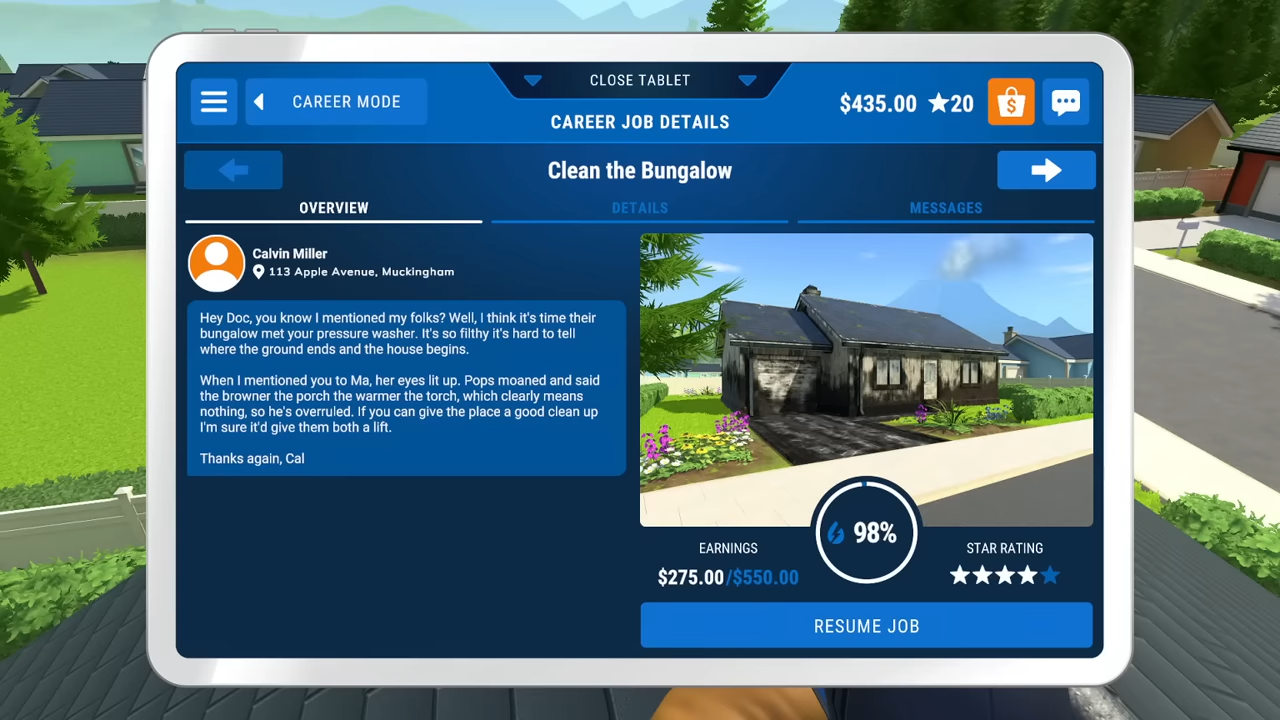 CLOSE TABLET
CAREER MODE
$435.00 ★20
$
CAREER JOB DETAILS
Clean the Bungalow
OVERVIEW
DETAILS
MESSAGES
Calvin Miller
113 Apple Avenue, Muckingham
Hey Doc, you know I mentioned my folks? Well, I think it's time their
bungalow met your pressure washer. It's so filthy it's hard to tell
where the ground ends and the house begins.
When I mentioned you to Ma, her eyes lit up. Pops moaned and said
the browner the porch the warmer the torch, which clearly means
nothing, so he's overruled. If you can give the place a good clean up
I'm sure it'd give them both a lift.
Thanks again, Cal
98%
EARNINGS
$275.00/$550.00
STAR RATING
RESUME JOB